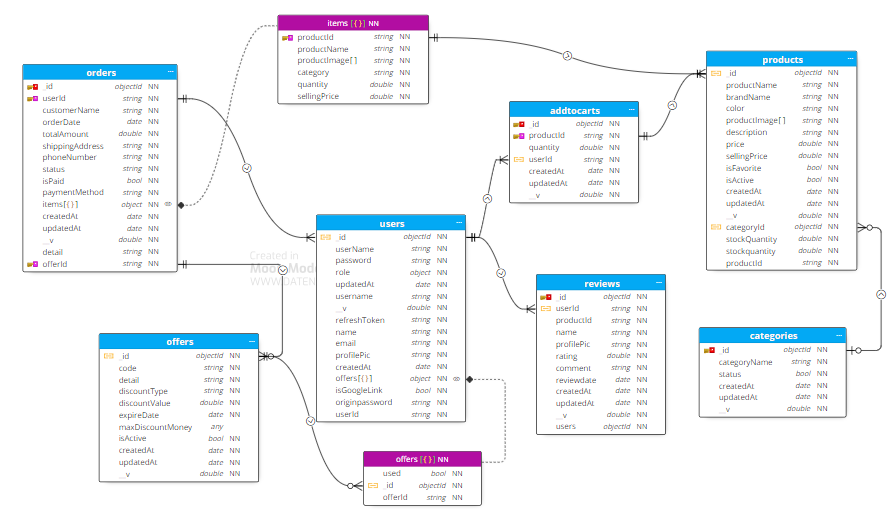 items [{}] NN
productId string NN
productName string NN
productImage[] string NN
category string NN
quantity double NN
sellingPrice double NN
orders ...
_id objectId NN
userId string NN
customerName string NN
orderDate date NN
totalAmount double NN
shippingAddress string NN
phoneNumber string NN
status string NN
isPaid bool NN
paymentMethod string NN
items[{}] object NN
createdAt date NN
updatedAt date NN
__v double NN
detail string NN
offerId string NN
products ...
_id objectId NN
productName string NN
brandName string NN
color string NN
productImage[] string NN
description string NN
price double NN
sellingPrice double NN
isFavorite bool NN
isActive bool NN
createdAt date NN
updatedAt date NN
__v double NN
categoryId objectId NN
stockQuantity double NN
stockquantity double NN
productId string NN
addtocarts ...
_id objectId NN
productId string NN
quantity double NN
userId string NN
createdAt date NN
updatedAt date NN
__v double NN
users ...
_id objectId NN
userName string NN
password string NN
role object NN
updatedAt date NN
username string NN
__v double NN
refreshToken string NN
name string NN
email string NN
profilePic string NN
createdAt date NN
offers[{}] object NN
isGoogleLink bool NN
originpassword string NN
userId string NN
Created in
Moon Mod
WWW.DATEN
reviews ...
_id objectId NN
userId string NN
productId string NN
name string NN
profilePic string NN
rating double NN
comment string NN
reviewdate date NN
createdAt date NN
updatedAt date NN
__v double NN
users objectId NN
offers ...
_id objectId NN
code string NN
detail string NN
discountType string NN
discountValue double NN
expireDate date NN
maxDiscountMoney any
isActive bool NN
createdAt date NN
updatedAt date NN
__v double NN
categories ...
_id objectId NN
categoryName string NN
status bool NN
createdAt date NN
updatedAt date NN
__v double NN
offers [{}] NN
used bool NN
_id objectId NN
offerId string NN